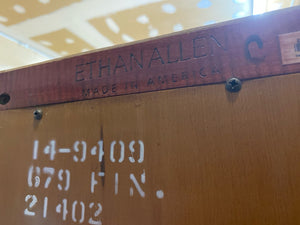 ETHAN ALLEN
MADE IN AMERICA
14-9409
679 FIN.
21402